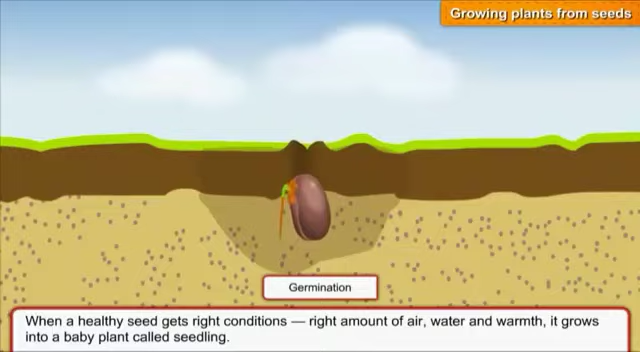 Growing plants from seeds
Germination
When a healthy seed gets right conditions — right amount of air, water and warmth, it grows
into a baby plant called seedling.